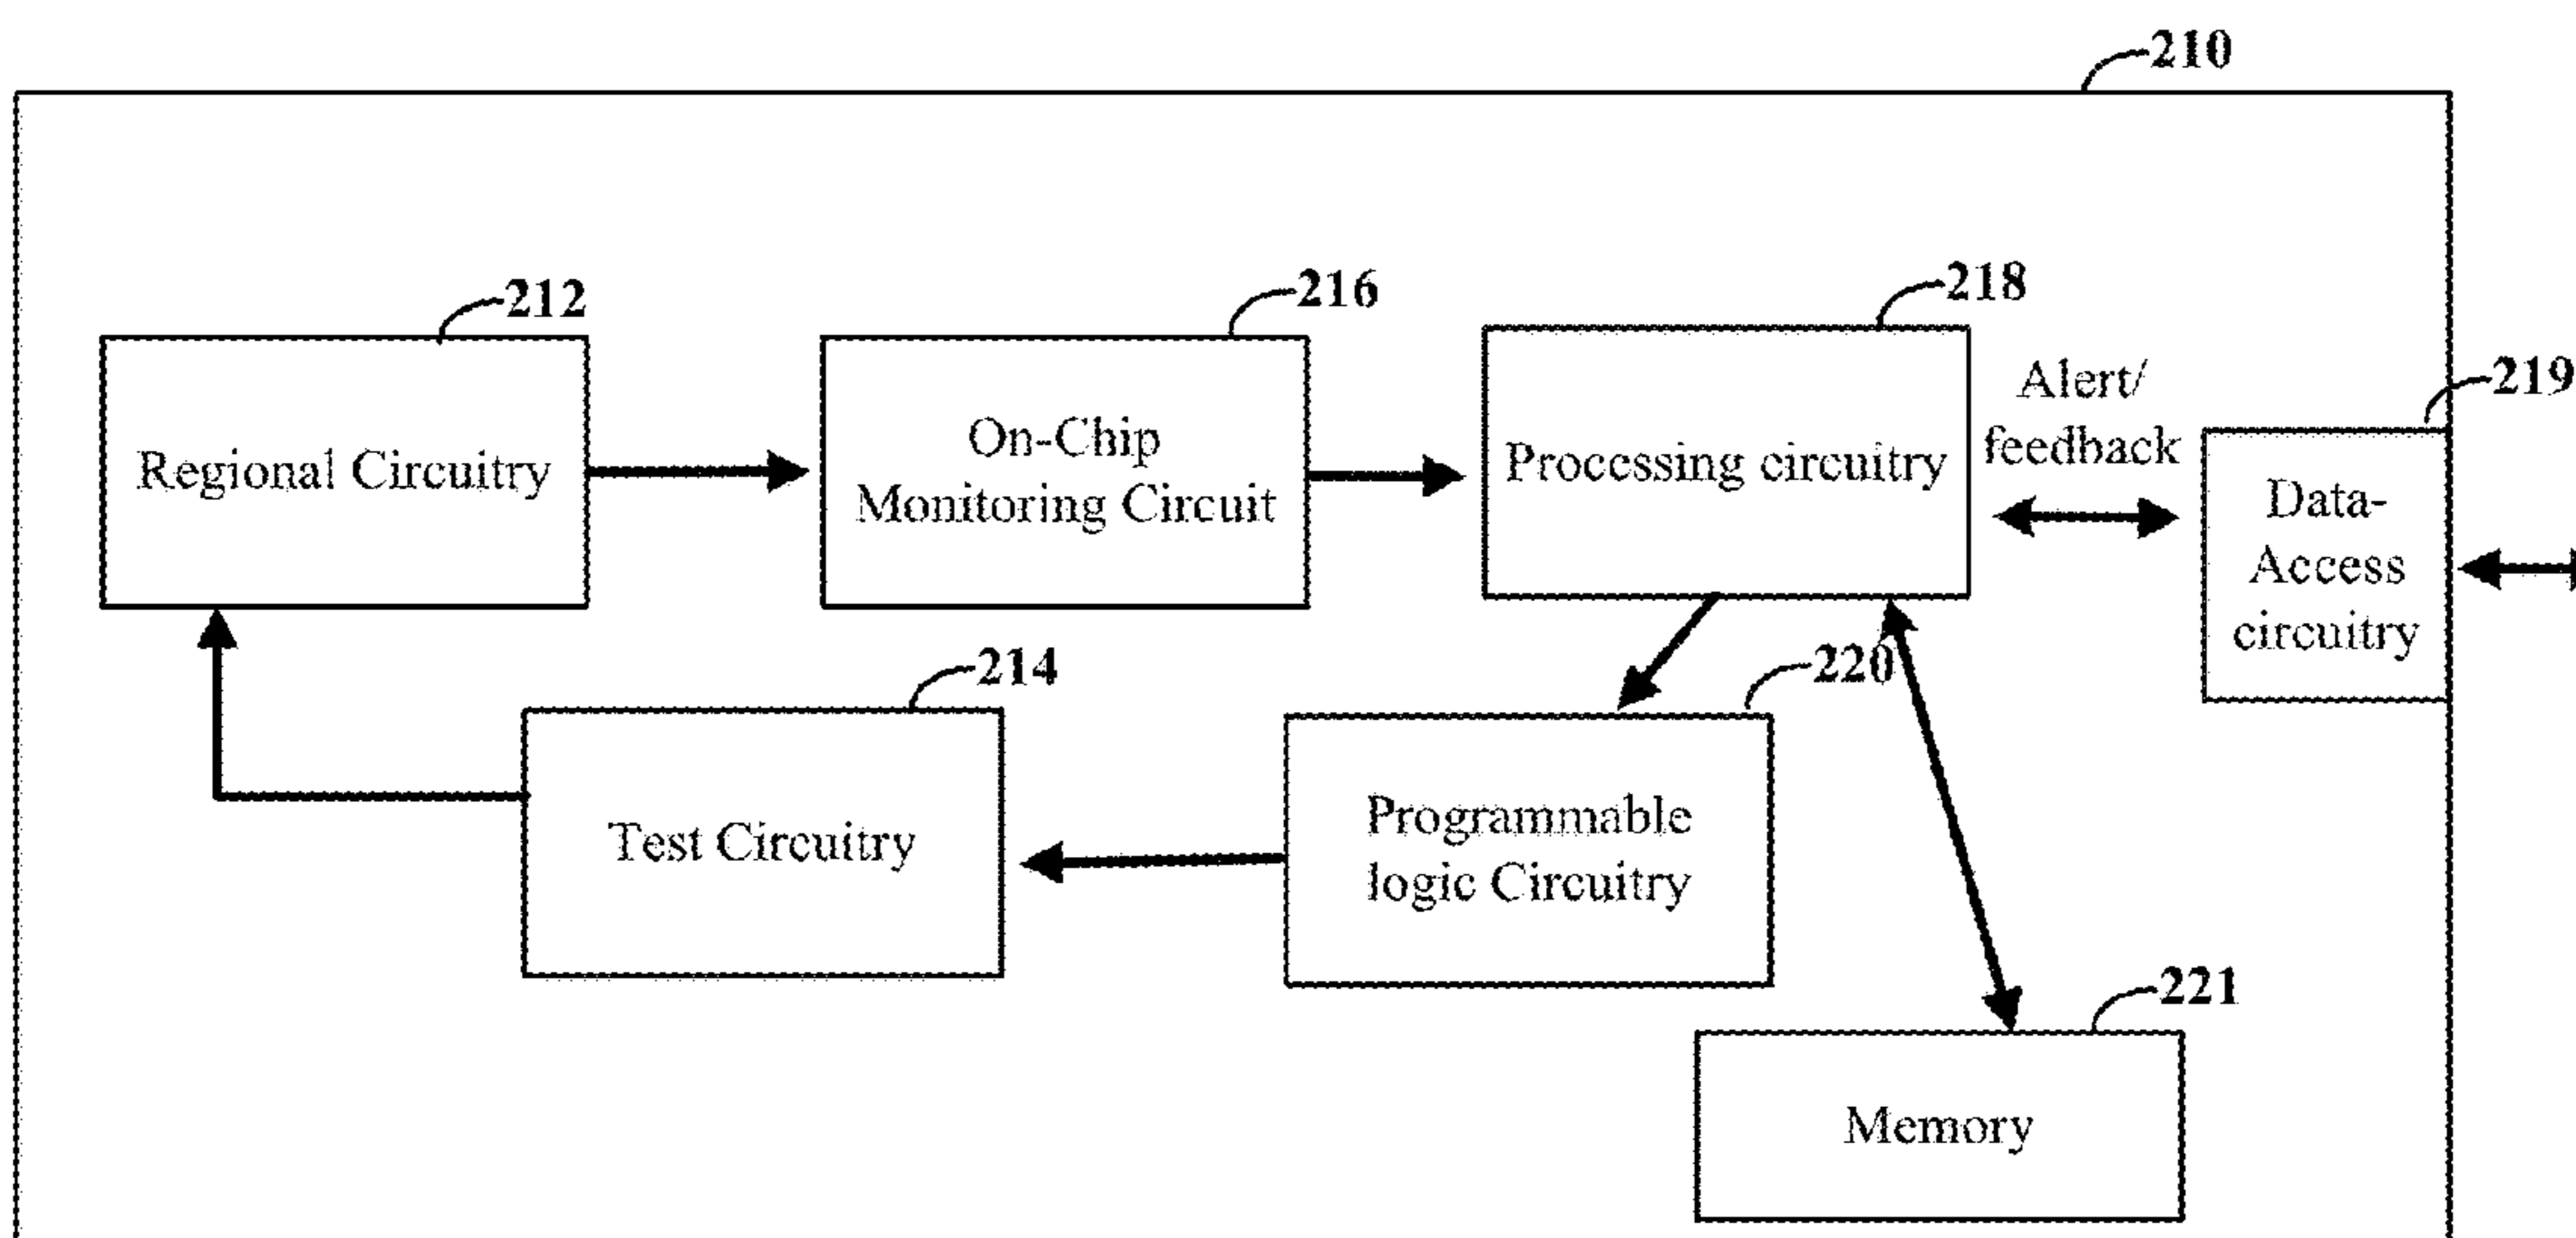 210
212
216
218
219
Regional Circuitry
On-Chip
Monitoring Circuit
Processing circuitry
Alert/
feedback
Data-
Access
circuitry
214
220
Test Circuitry
Programmable
logic Circuitry
221
Memory